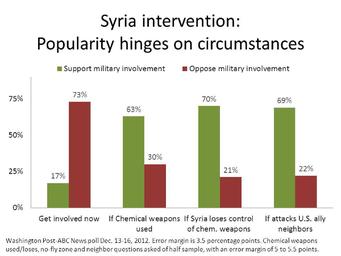 Syria intervention:
Popularity hinges on circumstances
Support military involvement Oppose military involvement
75%
50%
25%
0%
17% 73% 63% 30% 70% 21% 69% 22%
Get involved now If Chemical weapons used If Syria loses control of chem. weapons If attacks U.S. ally neighbors
Washington Post-ABC News poll Dec. 13-16, 2012. Error margin is 3.5 percentage points. Chemical weapons
used/loses, no-fly zone and neighbor questions asked of half sample, with an error margin of 5 to 5.5 points.